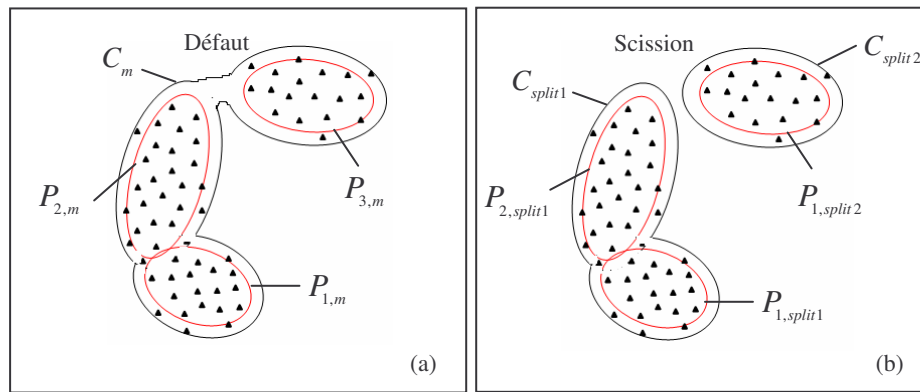 Défaut
C_m
P_{2,m}
P_{3,m}
P_{1,m}
(a)
Scission
C_{split2}
C_{split1}
P_{2,split1}
P_{1,split2}
P_{1,split1}
(b)